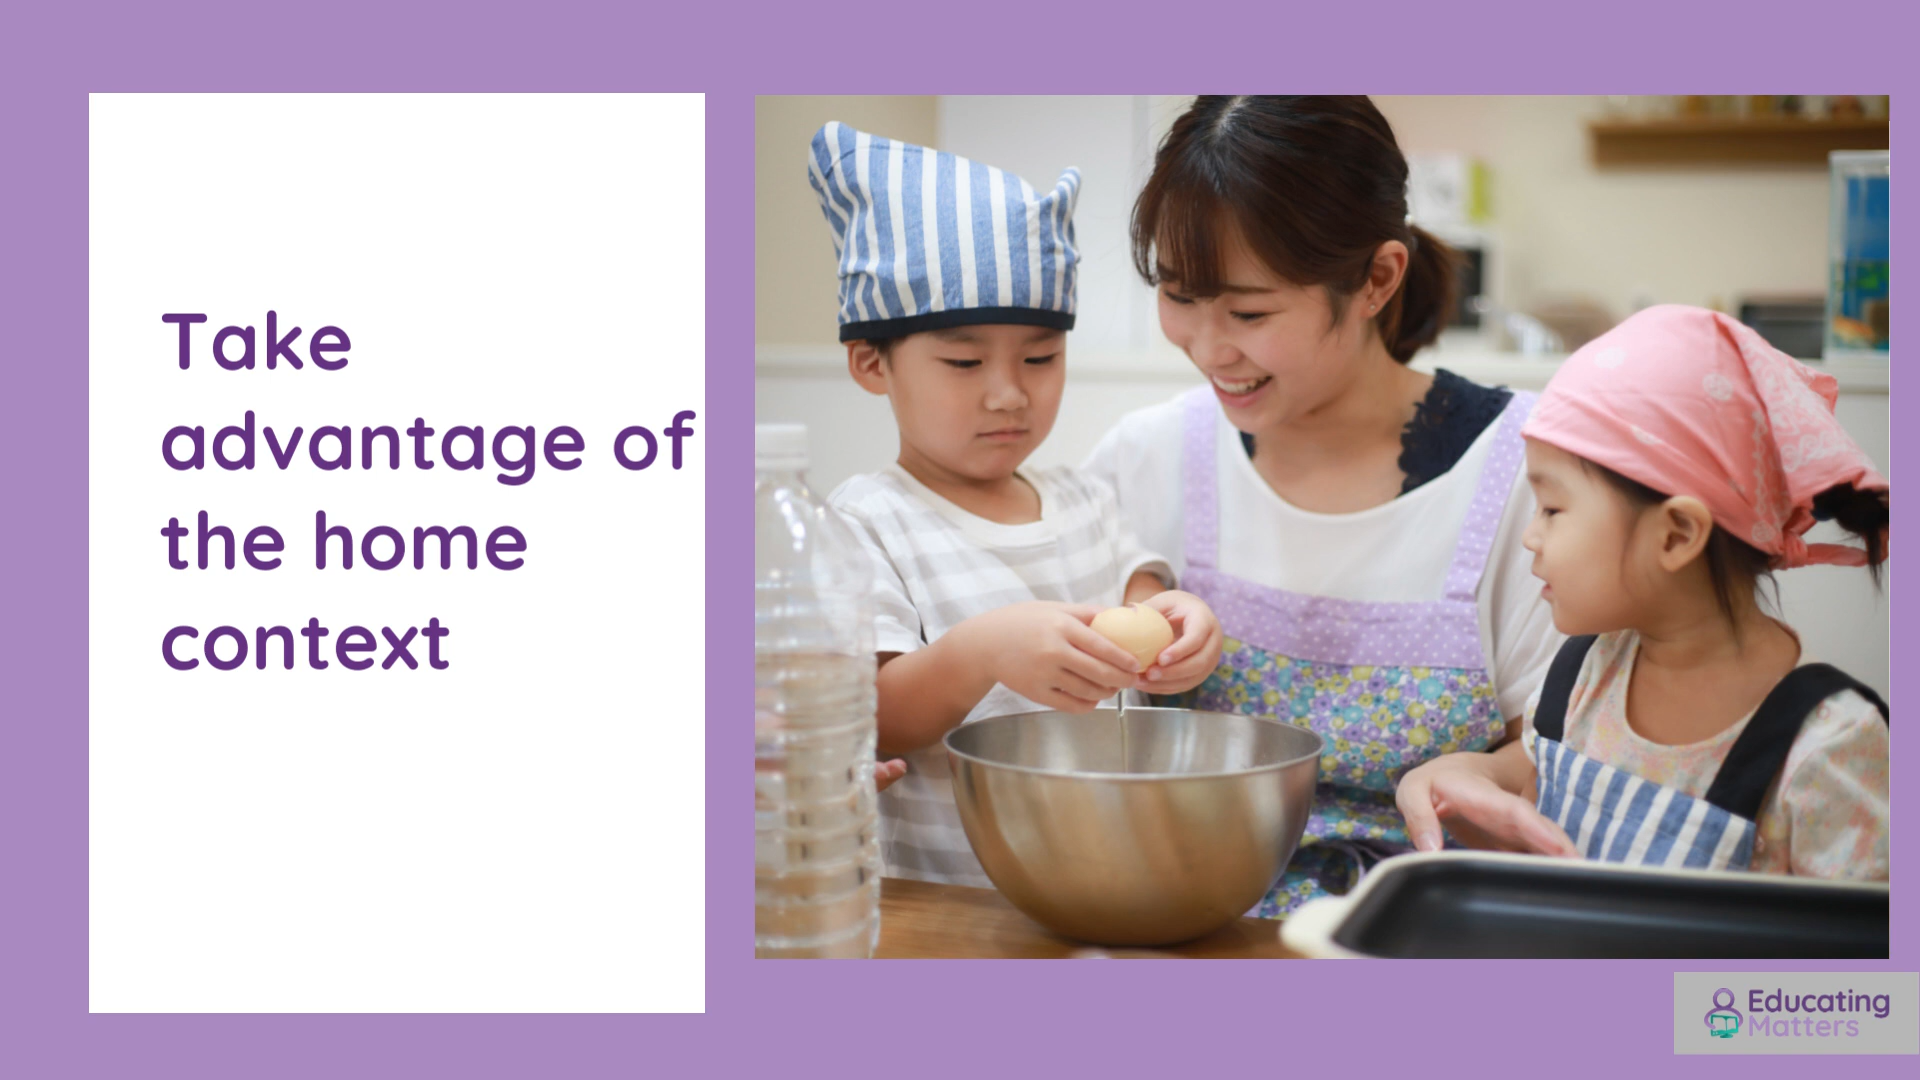 Take
advantage of
the home
context
Educating
Matters